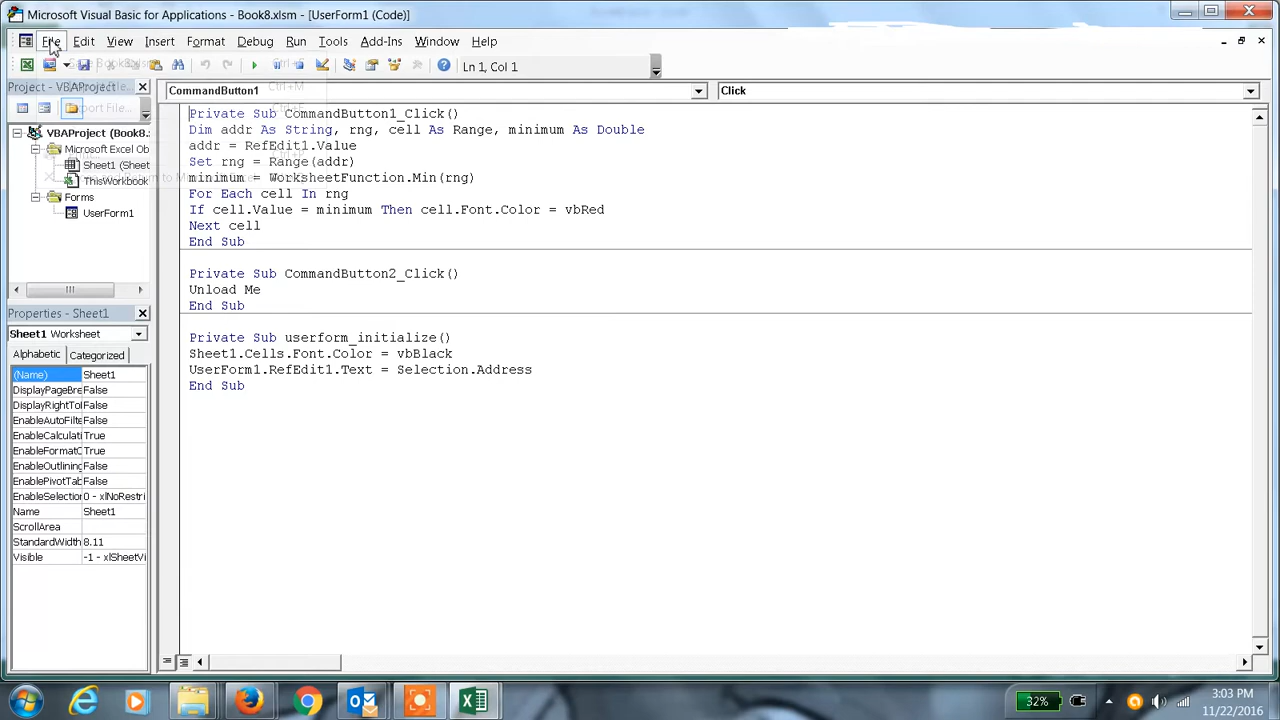 Microsoft Visual Basic for Applications - Book8.xlsm - [UserForm1 (Code)]
File Edit View Insert Format Debug Run Tools Add-Ins Window Help
Ln 1, Col 1
Project - VBAProject
CommandButton1
Click
Ctrl+M
VBAProject (Book8.
Microsoft Excel Ob
Sheet1 (Sheet
ThisWorkbook
Forms
UserForm1
Properties - Sheet1
Sheet1 Worksheet
Alphabetic Categorized
(Name) Sheet1
DisplayPageBre False
DisplayRightTo False
EnableAutoFilte False
EnableCalculati True
EnableFormatC True
EnableOutlining False
EnablePivotTab False
EnableSelection 0 - xlNoRestri
Name Sheet1
ScrollArea
StandardWidth 8.11
Visible -1 - xlSheetVi
Private Sub CommandButton1_Click()
Dim addr As String, rng, cell As Range, minimum As Double
addr = RefEdit1.Value
Set rng = Range(addr)
minimum = WorksheetFunction.Min(rng)
For Each cell In rng
If cell.Value = minimum Then cell.Font.Color = vbRed
Next cell
End Sub
Private Sub CommandButton2_Click()
Unload Me
End Sub
Private Sub userform_initialize()
Sheet1.Cells.Font.Color = vbBlack
UserForm1.RefEdit1.Text = Selection.Address
End Sub
32%
3:03 PM
11/22/2016